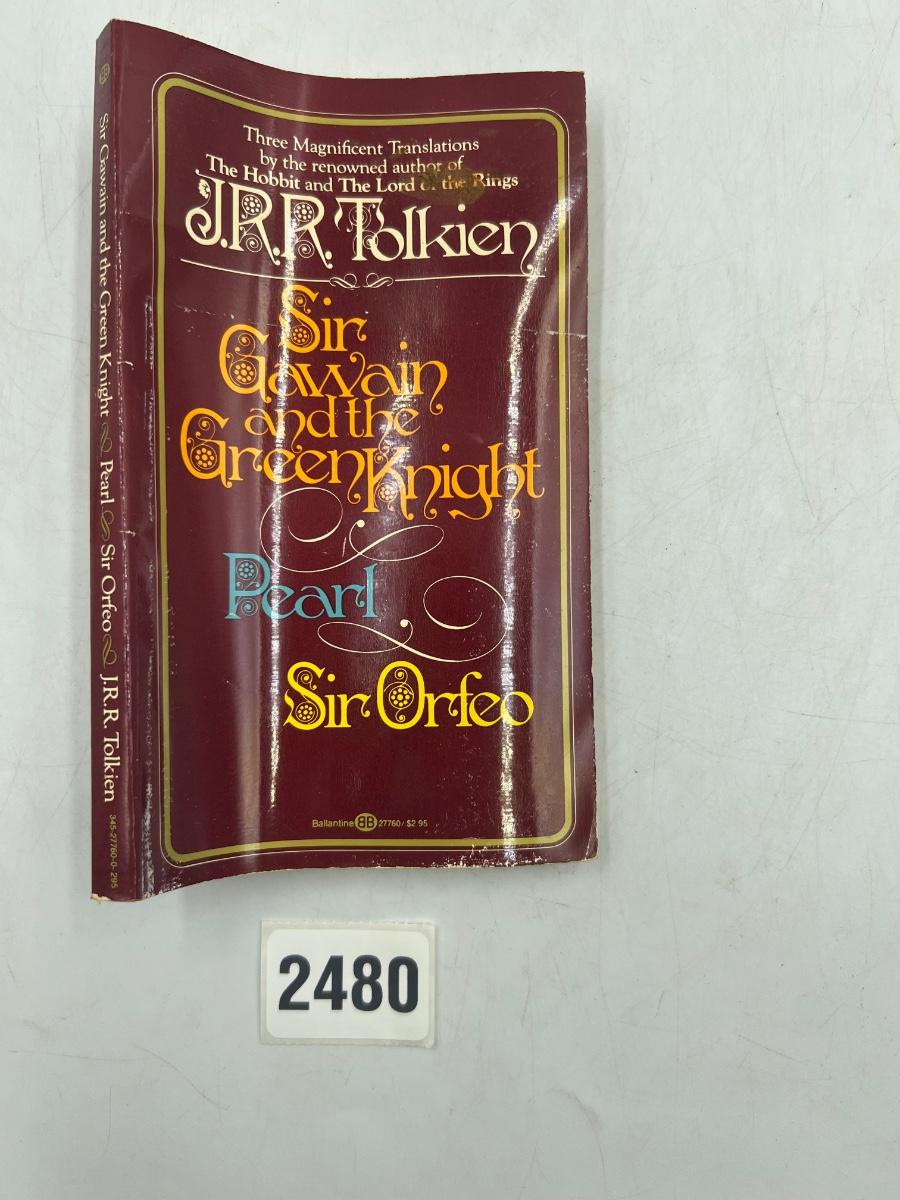 Three Magnificent Translations
by the renowned author of
The Hobbit and The Lord of the Rings
J.R.R. Tolkien
Sir
Gawain
and the
Green Knight
Pearl
Sir Orfeo
Ballantine BB 27760/$2.95
BB Sir Gawain and the Green Knight Pearl Sir Orfeo J.R.R. Tolkien 345-27760-0-295
2480